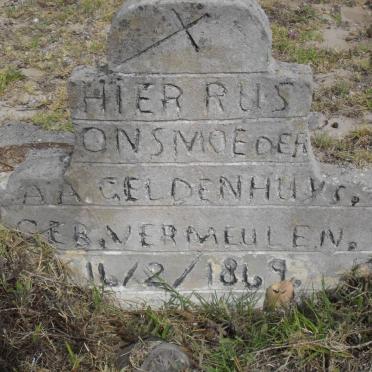 HIER RUS
ONS MOEDER
A A GELDENHUYS.
GEB. VERMEULEN.
16/2/1869.